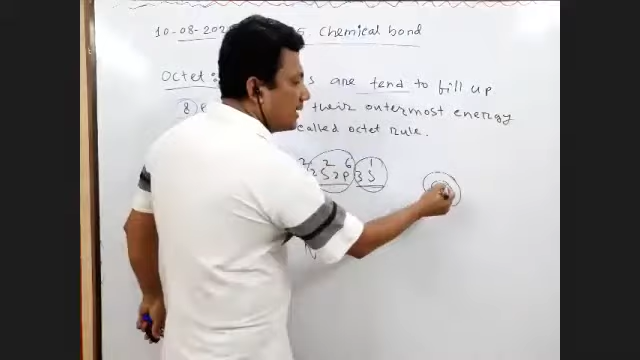 10-08-202 Chemical bond
Octet: s are tend to fill up
8 e their outermost energy
called octet rule.
2 2 6 1
2S 2P 3S